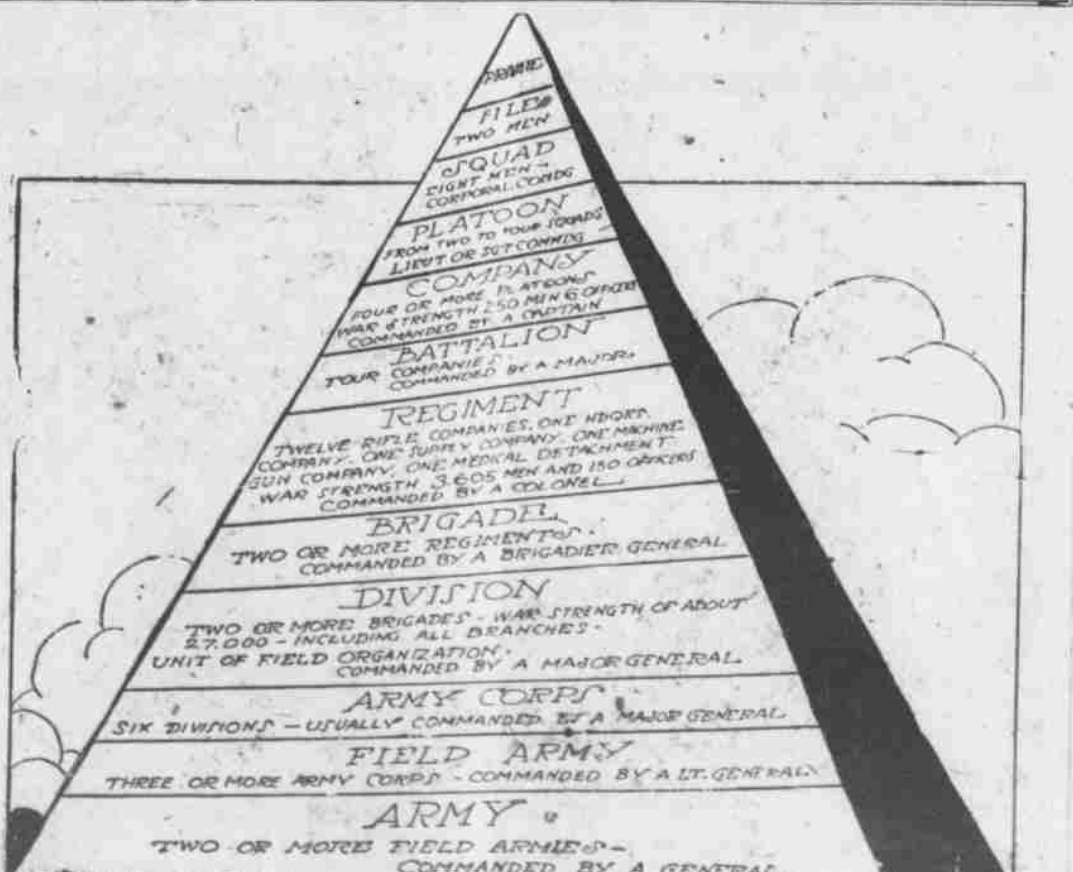 PRIVATE
FILE
TWO MEN
SQUAD
EIGHT MEN -
CORPORAL COMDG
PLATOON
FROM TWO TO FOUR SQUADS
LIEUT OR SGT COMMDG
COMPANY
FOUR OR MORE PLATOONS
WAR STRENGTH 250 MEN 6 OFFICERS
COMMANDED BY A CAPTAIN
BATTALION
FOUR COMPANIES.
COMMANDED BY A MAJOR.
REGIMENT
TWELVE RIFLE COMPANIES, ONE HDQRS.
COMPANY, ONE SUPPLY COMPANY, ONE MACHINE
GUN COMPANY, ONE MEDICAL DETACHMENT
WAR STRENGTH 3.605 MEN AND 150 OFFICERS
COMMANDED BY A COLONEL.
BRIGADE
TWO OR MORE REGIMENTS.
COMMANDED BY A BRIGADIER GENERAL
DIVISION
TWO OR MORE BRIGADES - WAR STRENGTH OF ABOUT
27.000 - INCLUDING ALL BRANCHES.
UNIT OF FIELD ORGANIZATION.
COMMANDED BY A MAJOR GENERAL
ARMY CORPS
SIX DIVISIONS - USUALLY COMMANDED BY A MAJOR GENERAL
FIELD ARMY
THREE OR MORE ARMY CORPS - COMMANDED BY A LT. GENERAL.
ARMY
TWO OR MORE FIELD ARMIES -
COMMANDED BY A GENERAL